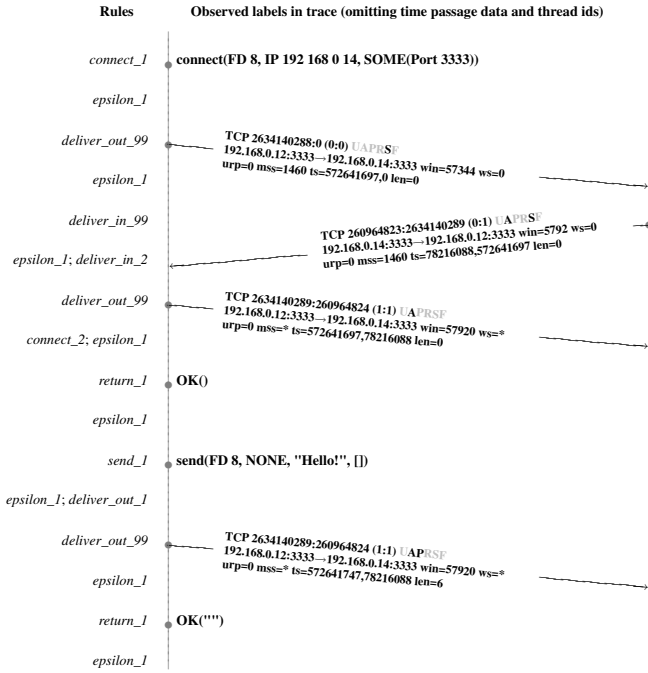 Rules Observed labels in trace (omitting time passage data and thread ids)
connect_1 connect(FD 8, IP 192 168 0 14, SOME(Port 3333))
epsilon_1
deliver_out_99 TCP 2634140288:0 (0:0) UAPRSF
192.168.0.12:3333→192.168.0.14:3333 win=57344 ws=0
urp=0 mss=1460 ts=572641697,0 len=0
epsilon_1
deliver_in_99 TCP 260964823:2634140289 (0:1) UAPRSF
192.168.0.14:3333→192.168.0.12:3333 win=5792 ws=0
urp=0 mss=1460 ts=78216088,572641697 len=0
epsilon_1; deliver_in_2
deliver_out_99 TCP 2634140289:260964824 (1:1) UAPRSF
192.168.0.12:3333→192.168.0.14:3333 win=57920 ws=*
urp=0 mss=* ts=572641697,78216088 len=0
connect_2; epsilon_1
return_1 OK()
epsilon_1
send_1 send(FD 8, NONE, "Hello!", [])
epsilon_1; deliver_out_1
deliver_out_99 TCP 2634140289:260964824 (1:1) UAPRSF
192.168.0.12:3333→192.168.0.14:3333 win=57920 ws=*
urp=0 mss=* ts=572641747,78216088 len=6
epsilon_1
return_1 OK("")
epsilon_1